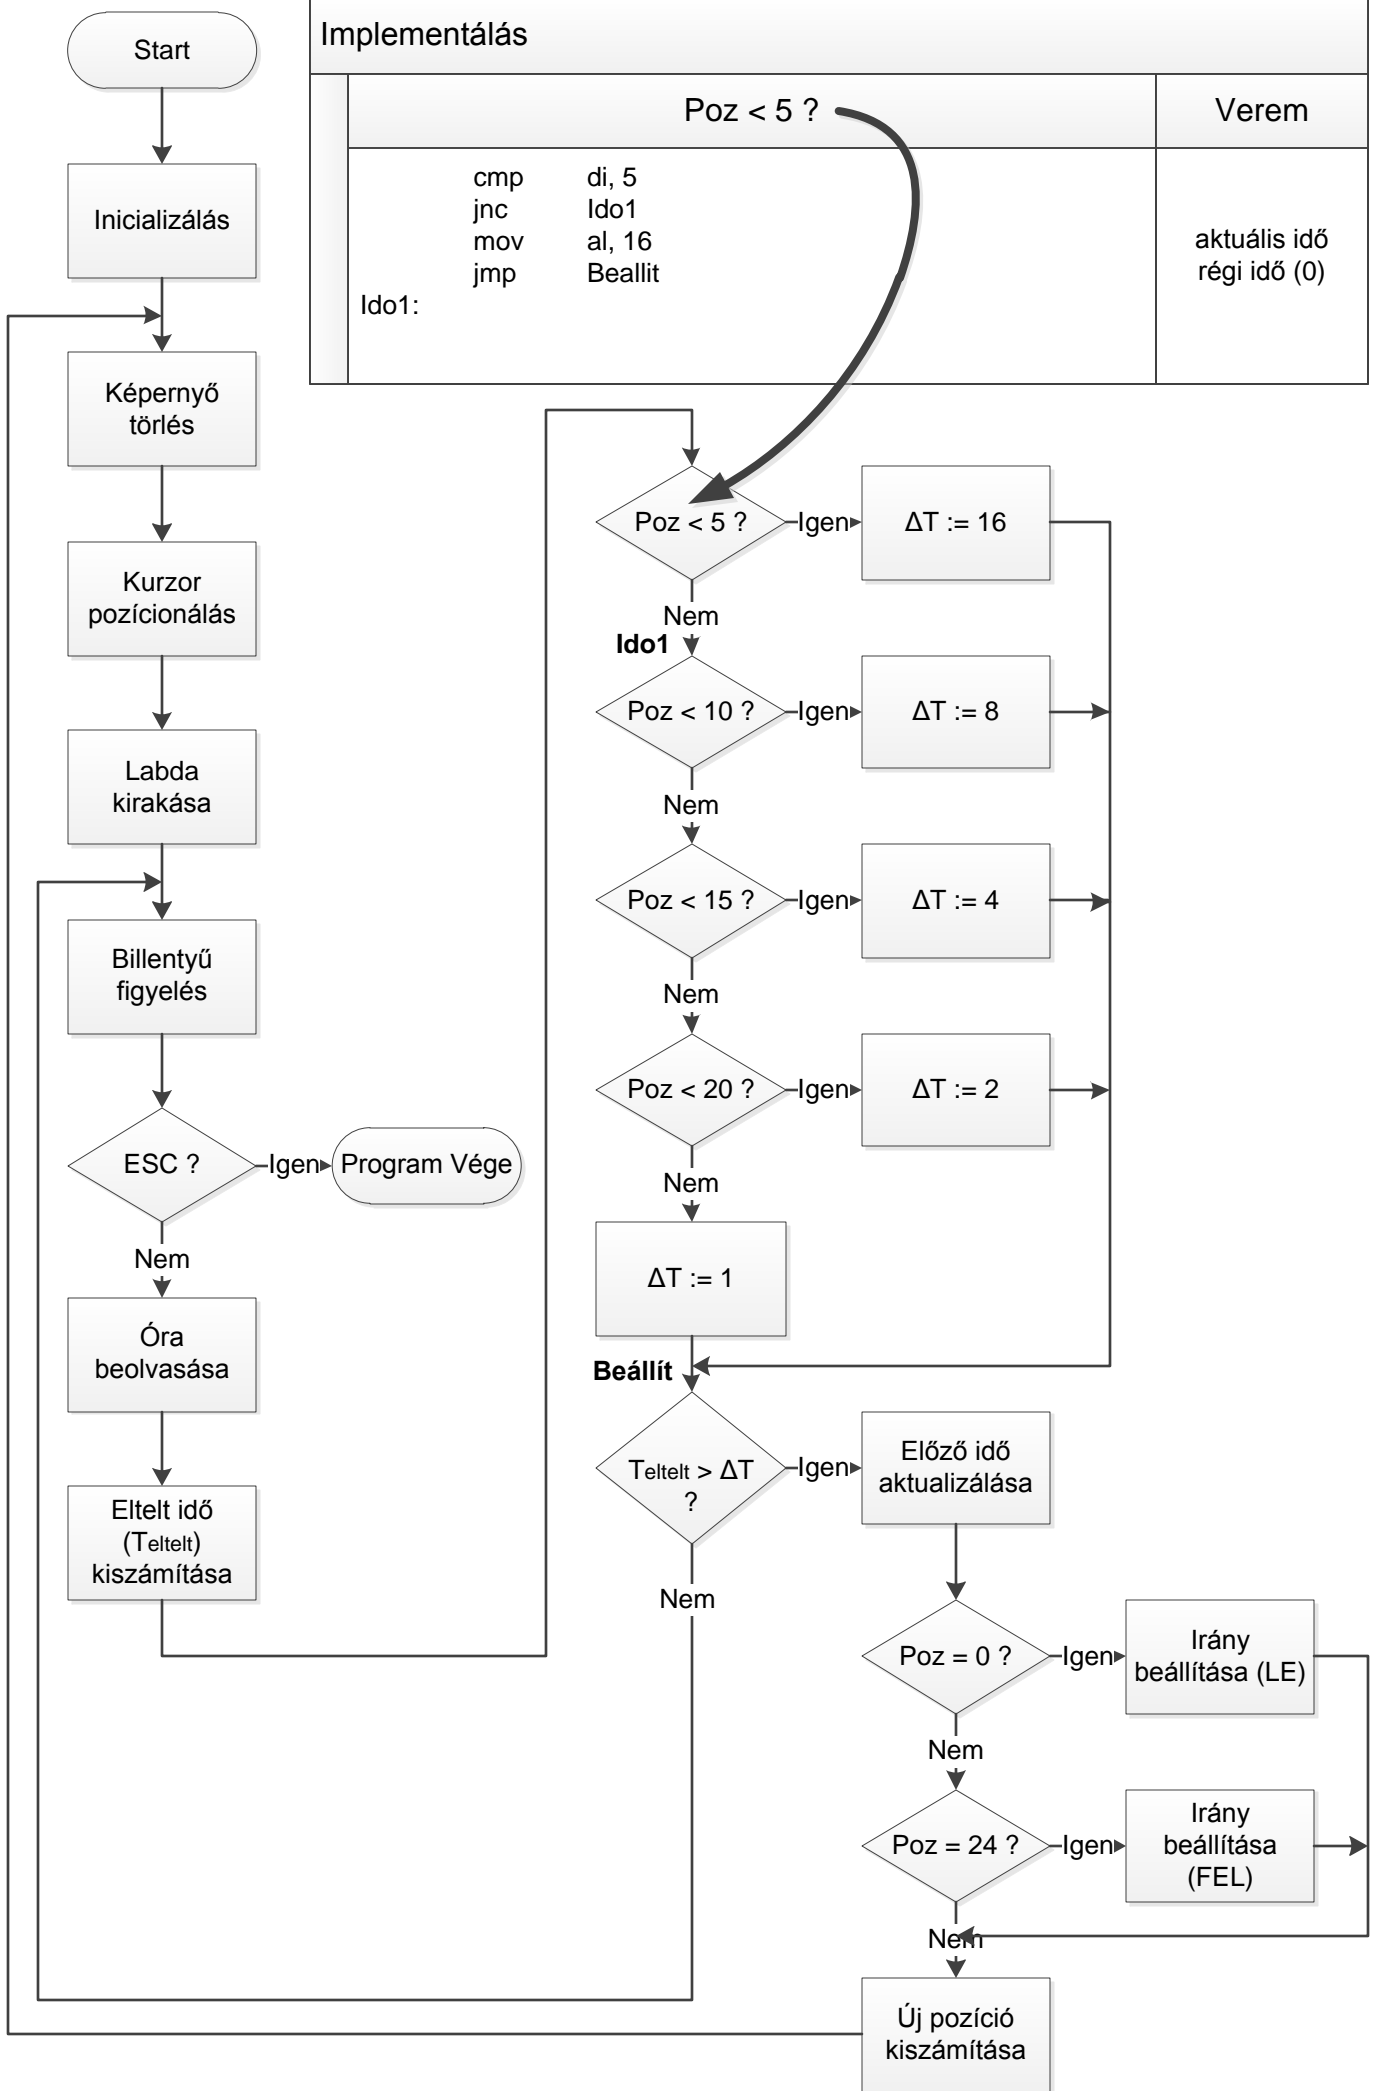 Start
Inicializálás
Képernyő
törlés
Kurzor
pozícionálás
Labda
kirakása
Billentyű
figyelés
ESC ?
Igen
Program Vége
Nem
Óra
beolvasása
Eltelt idő
(Teltelt)
kiszámítása
Implementálás
Poz < 5 ?
Verem
cmp di, 5
jnc Ido1
mov al, 16
jmp Beallit
Ido1:
aktuális idő
régi idő (0)
Poz < 5 ?
Igen
ΔT := 16
Nem
Ido1
Poz < 10 ?
Igen
ΔT := 8
Nem
Poz < 15 ?
Igen
ΔT := 4
Nem
Poz < 20 ?
Igen
ΔT := 2
Nem
ΔT := 1
Beállít
Teltelt > ΔT
?
Igen
Előző idő
aktualizálása
Nem
Poz = 0 ?
Igen
Irány
beállítása (LE)
Nem
Poz = 24 ?
Igen
Irány
beállítása
(FEL)
Nem
Új pozíció
kiszámítása